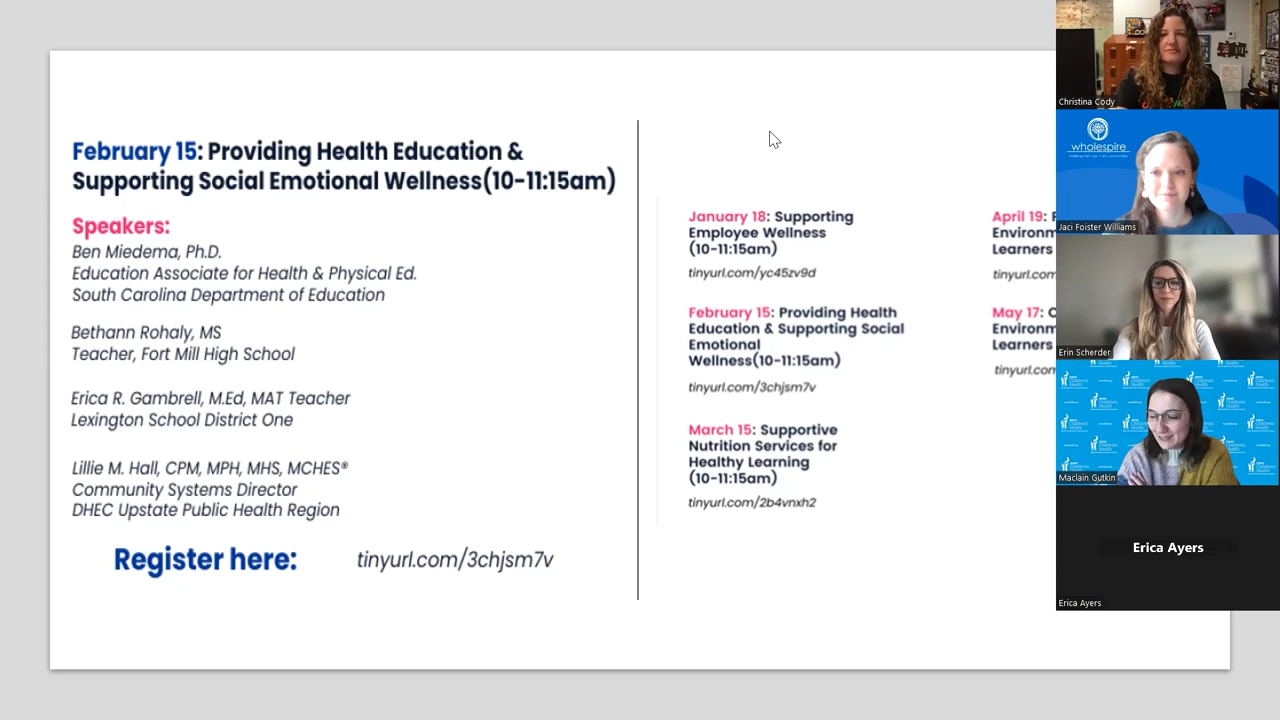 February 15: Providing Health Education &
Supporting Social Emotional Wellness(10-11:15am)
Speakers:
Ben Miedema, Ph.D.
Education Associate for Health & Physical Ed.
South Carolina Department of Education
Bethann Rohaly, MS
Teacher, Fort Mill High School
Erica R. Gambrell, M.Ed, MAT Teacher
Lexington School District One
Lillie M. Hall, CPM, MPH, MHS, MCHES®
Community Systems Director
DHEC Upstate Public Health Region
Register here: tinyurl.com/3chjsm7v
January 18: Supporting
Employee Wellness
(10-11:15am)
tinyurl.com/yc45zv9d
February 15: Providing Health
Education & Supporting Social
Emotional
Wellness(10-11:15am)
tinyurl.com/3chjsm7v
March 15: Supportive
Nutrition Services for
Healthy Learning
(10-11:15am)
tinyurl.com/2b4vnxh2
April 19:
Environm
Learners
tinyurl.com
May 17:
Environm
Learners
tinyurl.com
Christina Cody
wholespire
Jaci Foister Williams
Erin Scherder
Maclain Gutkin
Erica Ayers
Erica Ayers